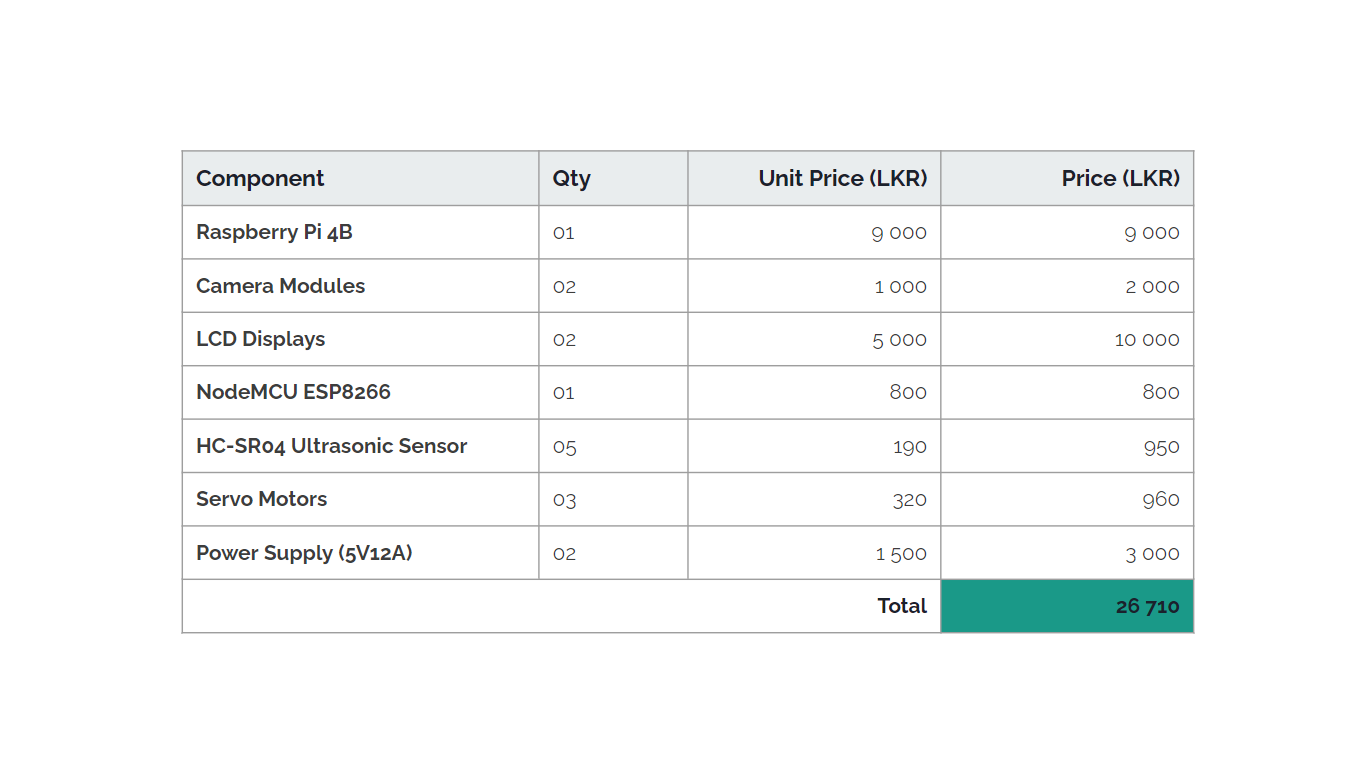 Component Qty Unit Price (LKR) Price (LKR)
Raspberry Pi 4B 01 9 000 9 000
Camera Modules 02 1 000 2 000
LCD Displays 02 5 000 10 000
NodeMCU ESP8266 01 800 800
HC-SR04 Ultrasonic Sensor 05 190 950
Servo Motors 03 320 960
Power Supply (5V12A) 02 1 500 3 000
Total 26 710